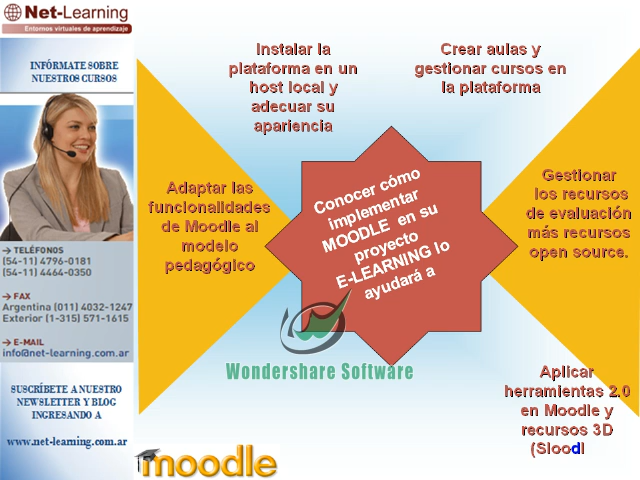 Net-Learning
Entornos virtuales de aprendizaje
INFÓRMATE SOBRE
NUESTROS CURSOS
TELÉFONOS
(54-11) 4796-0181
(54-11) 4464-0350
FAX
Argentina (011) 4032-1247
Exterior (1-315) 571-1615
E-MAIL
info@net-learning.com.ar
SUSCRÍBETE A NUESTRO
NEWSLETTER Y BLOG
INGRESANDO A
www.net-learning.com.ar
Instalar la
plataforma en un
host local y
adecuar su
apariencia
Crear aulas y
gestionar cursos en
la plataforma
Adaptar las
funcionalidades
de Moodle al
modelo
pedagógico
Conocer cómo
implementar
MOODLE en su
proyecto
E-LEARNING lo
ayudará a
Gestionar
los recursos
de evaluación
más recursos
open source.
Wondershare Software
Aplicar
herramientas 2.0
en Moodle y
recursos 3D
(Sloodl
moodle